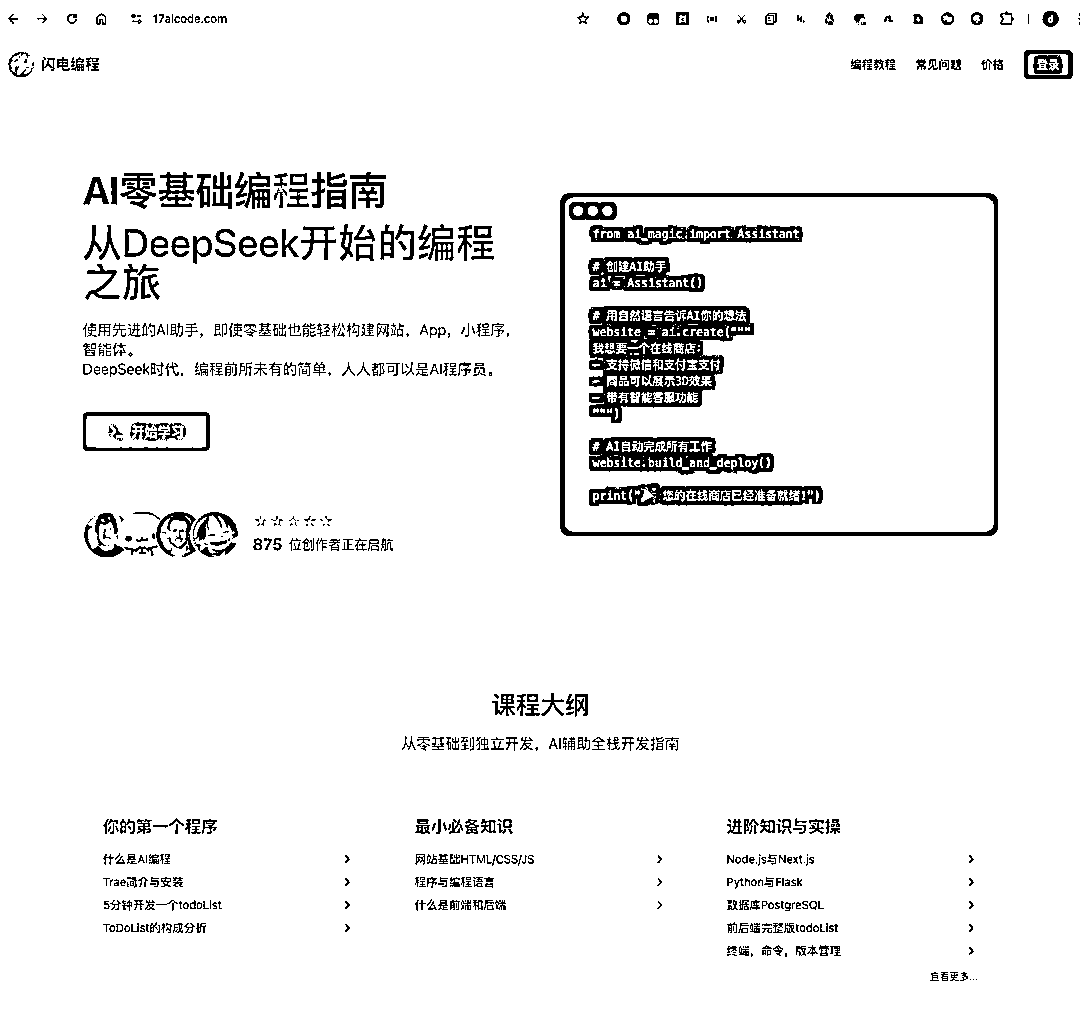 17aicode.com
闪电编程
编程教程 常见问题 价格 登录
AI零基础编程指南
从DeepSeek开始的编程
之旅
使用先进的AI助手，即使零基础也能轻松构建网站，App，小程序，
智能体。
DeepSeek时代，编程前所未有的简单，人人都可以是AI程序员。
开始学习
875 位创作者正在启航
from ai_magic import Assistant
# 创建AI助手
ai = Assistant()
# 用自然语言告诉AI你的想法
website = ai.create("""
我想要一个在线商店:
- 支持微信和支付宝支付
- 商品可以展示3D效果
- 带有智能客服功能
""")
# AI自动完成所有工作
website.build_and_deploy()
print("🚀 您的在线商店已经准备就绪!")
课程大纲
从零基础到独立开发，AI辅助全栈开发指南
你的第一个程序
什么是AI编程
Trae简介与安装
5分钟开发一个todoList
ToDoList的构成分析
最小必备知识
网站基础HTML/CSS/JS
程序与编程语言
什么是前端和后端
进阶知识与实操
Node.js与Next.js
Python与Flask
数据库PostgreSQL
前后端完整版todoList
终端，命令，版本管理
查看更多...